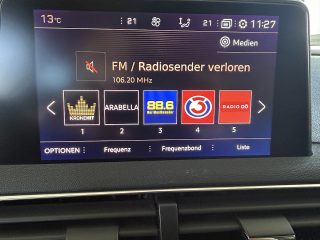 13°C 21 21 11:27
Medien
FM / Radiosender verloren
106.20 MHz
KRONEHIT ARABELLA 88.6 3 RADIO OÖ
1 2 3 4 5
OPTIONEN Frequenz Frequenzband Liste